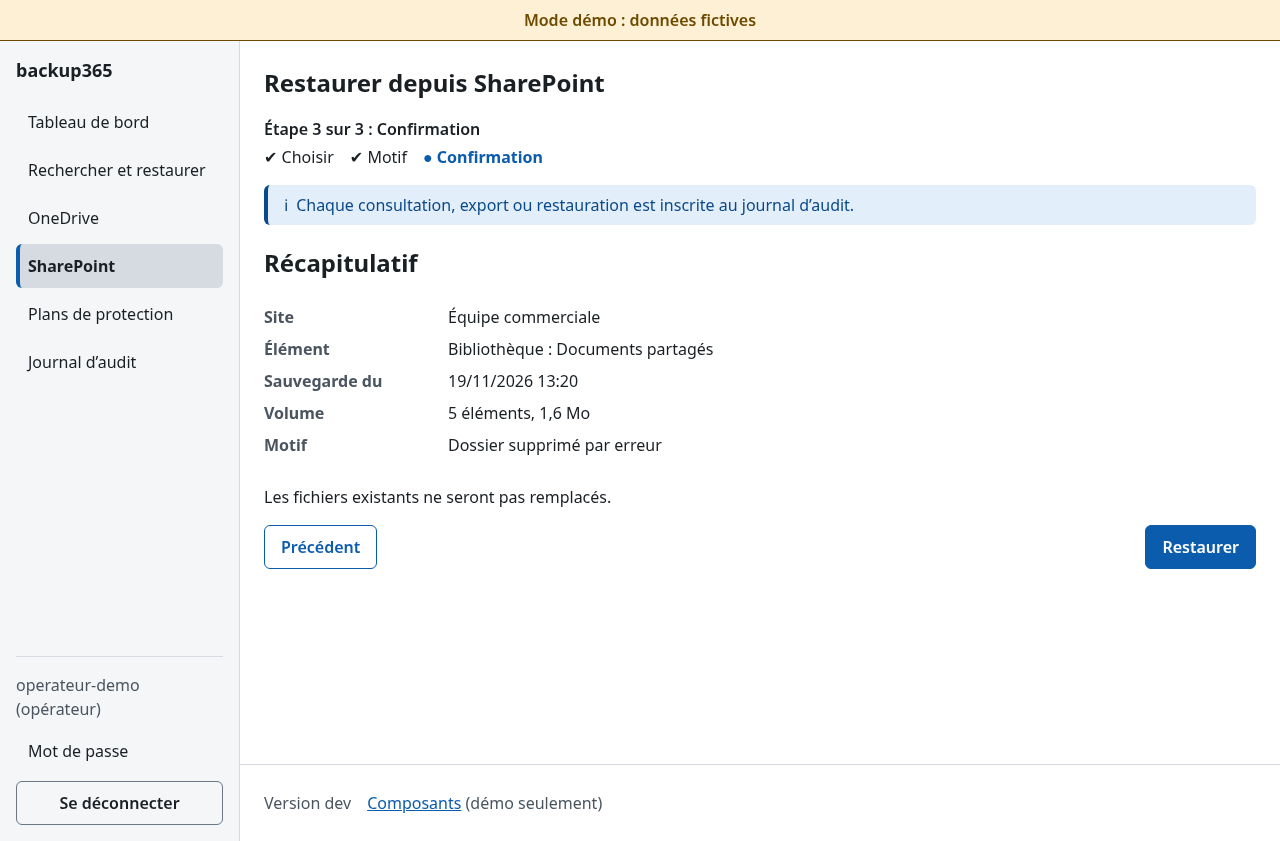 Mode démo : données fictives
backup365
Tableau de bord
Rechercher et restaurer
OneDrive
SharePoint
Plans de protection
Journal d’audit
operateur-demo
(opérateur)
Mot de passe
Se déconnecter
Restaurer depuis SharePoint
Étape 3 sur 3 : Confirmation
✔ Choisir ✔ Motif ● Confirmation
i Chaque consultation, export ou restauration est inscrite au journal d’audit.
Récapitulatif
Site Équipe commerciale
Élément Bibliothèque : Documents partagés
Sauvegarde du 19/11/2026 13:20
Volume 5 éléments, 1,6 Mo
Motif Dossier supprimé par erreur
Les fichiers existants ne seront pas remplacés.
Précédent Restaurer
Version dev Composants (démo seulement)